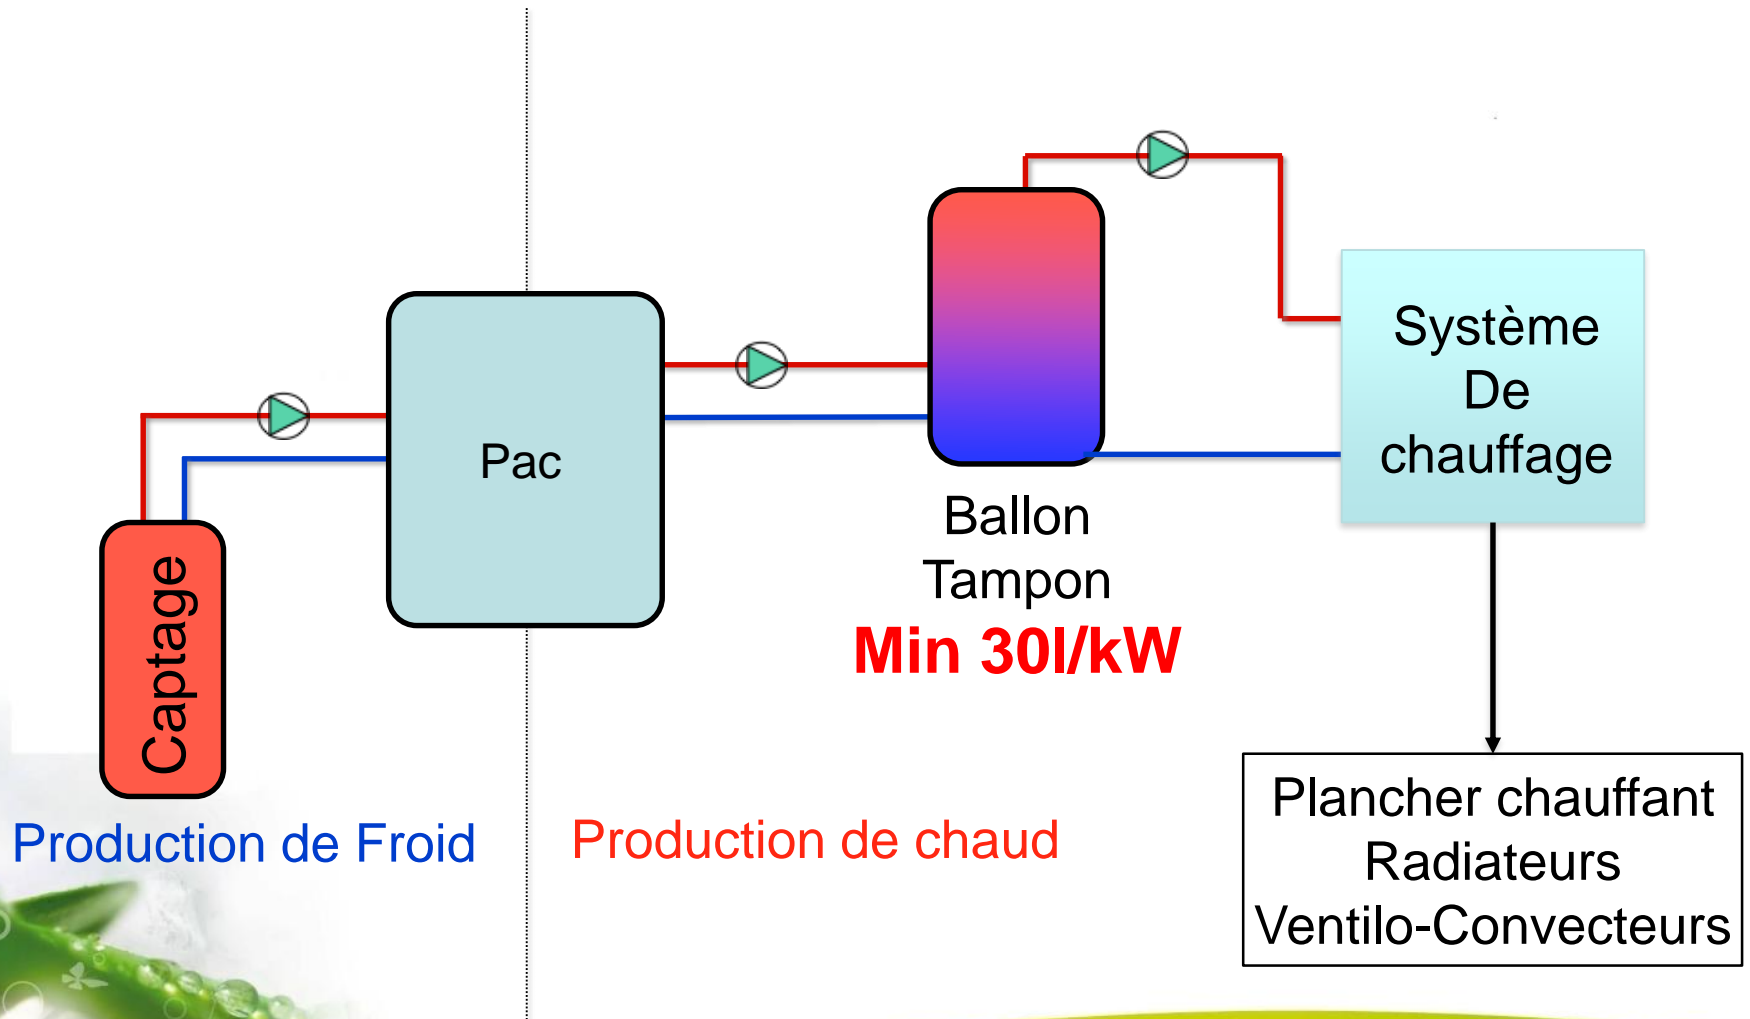 Système
De
chauffage
Pac
Ballon
Tampon
Min 30l/kW
Captage
Production de Froid
Production de chaud
Plancher chauffant
Radiateurs
Ventilo-Convecteurs